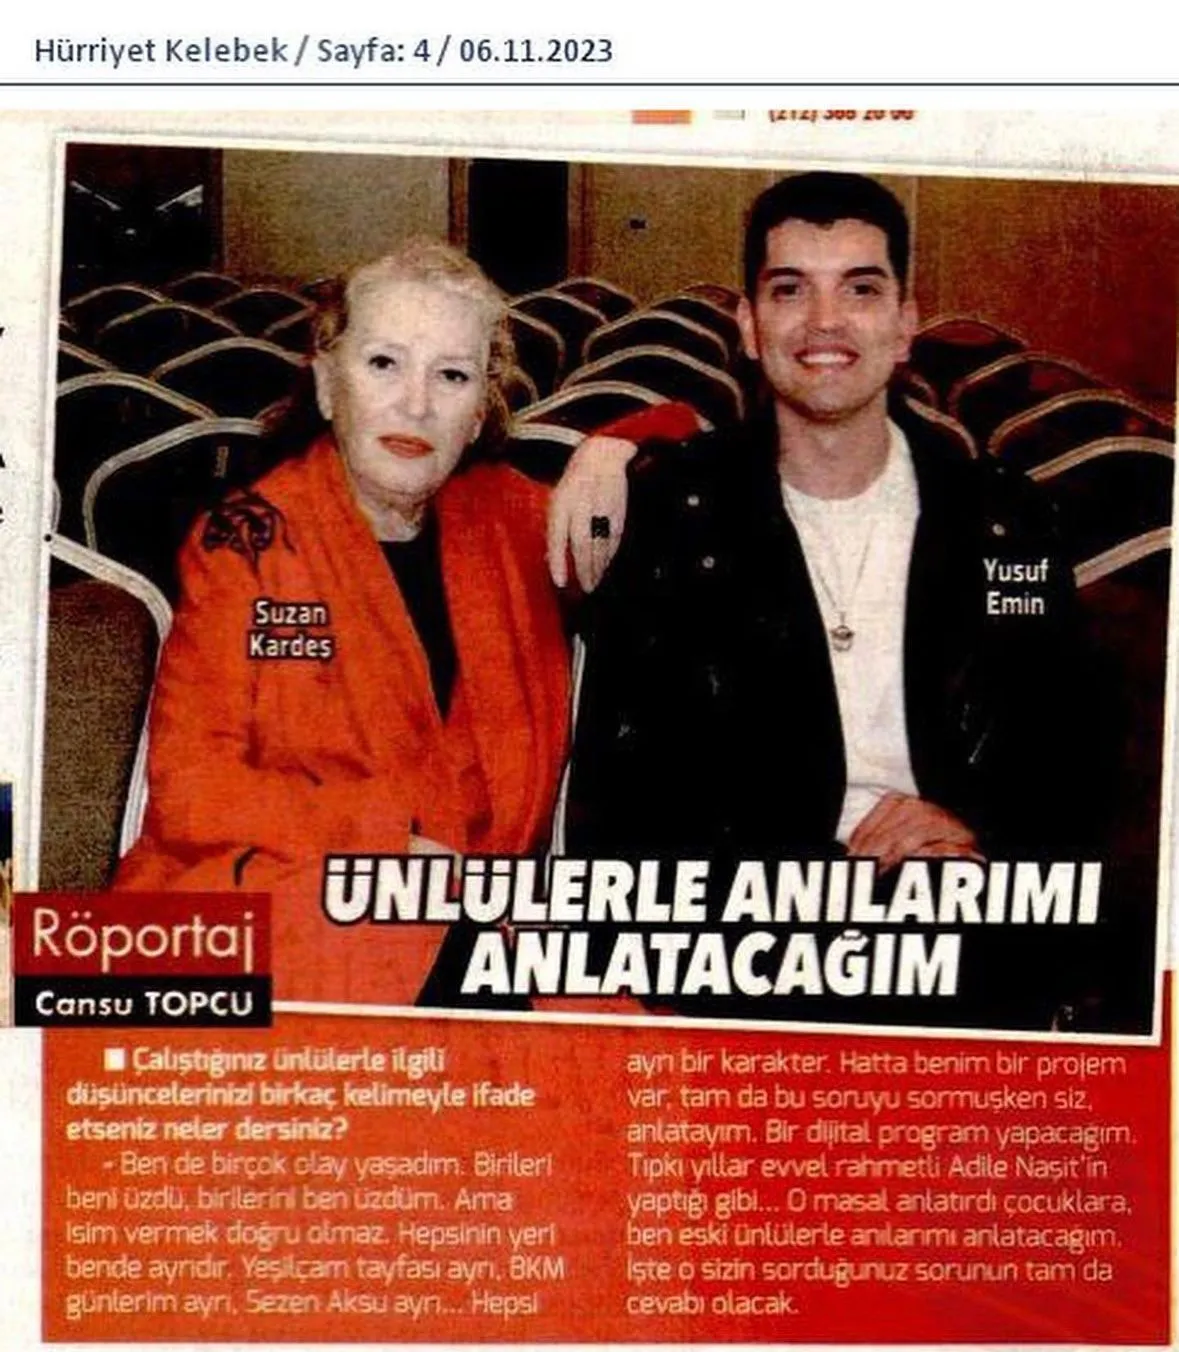 Hürriyet Kelebek / Sayfa: 4 / 06.11.2023
Suzan
Kardeş
Yusuf
Emin
ÜNLÜLERLE ANILARIMI
ANLATACAĞIM
Röportaj
Cansu TOPCU
■ Çalıştığınız ünlülerle ilgili
düşüncelerinizi birkaç kelimeyle ifade
etseniz neler dersiniz?
- Ben de birçok olay yaşadım. Birileri
beni üzdü, birilerini ben üzdüm. Ama
isim vermek doğru olmaz. Hepsinin yeri
bende ayrıdır. Yeşilçam tayfası ayrı, BKM
günlerim ayrı, Sezen Aksu ayrı... Hepsi
ayrı bir karakter. Hatta benim bir projem
var, tam da bu soruyu sormuşken siz,
anlatayım. Bir dijital program yapacağım.
Tıpkı yıllar evvel rahmetli Adile Naşit'in
yaptığı gibi... O masal anlatırdı çocuklara,
ben eski ünlülerle anılarımı anlatacağım.
İşte o sizin sorduğunuz sorunun tam da
cevabı olacak.